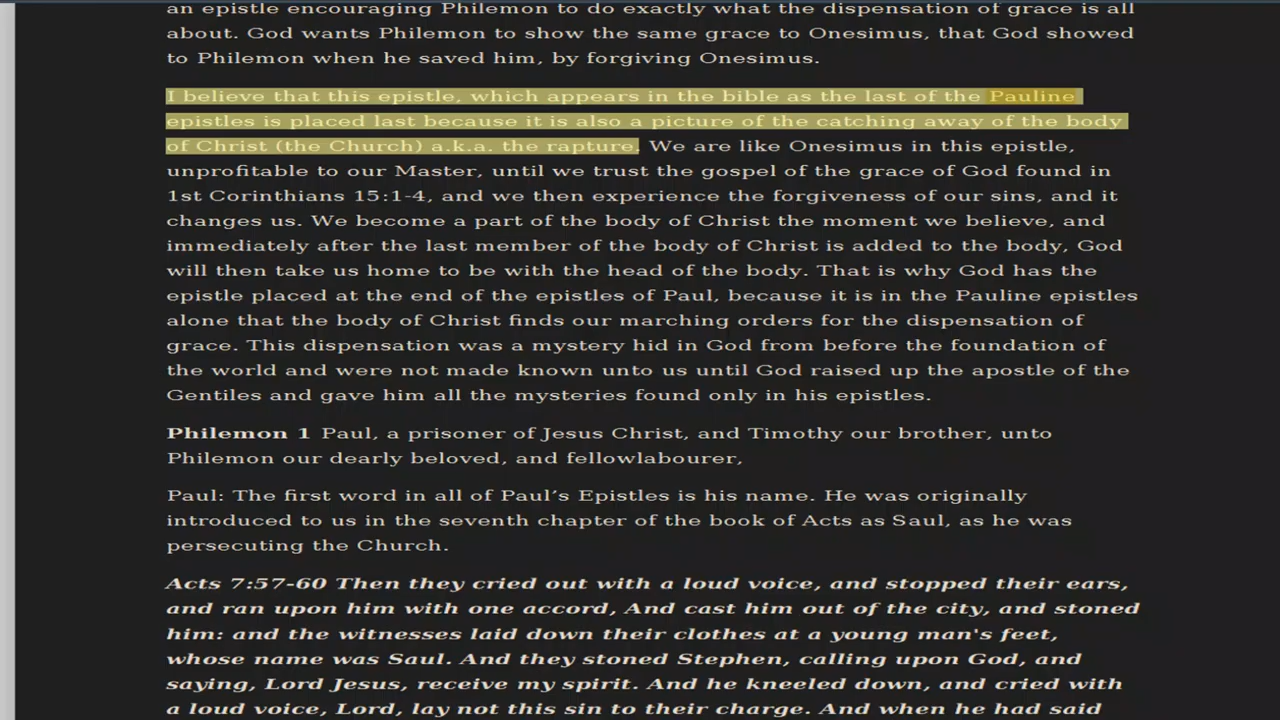 an epistle encouraging Philemon to do exactly what the dispensation of grace is all
about. God wants Philemon to show the same grace to Onesimus, that God showed
to Philemon when he saved him, by forgiving Onesimus.
I believe that this epistle, which appears in the bible as the last of the Pauline
epistles is placed last because it is also a picture of the catching away of the body
of Christ (the Church) a.k.a. the rapture. We are like Onesimus in this epistle,
unprofitable to our Master, until we trust the gospel of the grace of God found in
1st Corinthians 15:1-4, and we then experience the forgiveness of our sins, and it
changes us. We become a part of the body of Christ the moment we believe, and
immediately after the last member of the body of Christ is added to the body, God
will then take us home to be with the head of the body. That is why God has the
epistle placed at the end of the epistles of Paul, because it is in the Pauline epistles
alone that the body of Christ finds our marching orders for the dispensation of
grace. This dispensation was a mystery hid in God from before the foundation of
the world and were not made known unto us until God raised up the apostle of the
Gentiles and gave him all the mysteries found only in his epistles.
Philemon 1 Paul, a prisoner of Jesus Christ, and Timothy our brother, unto
Philemon our dearly beloved, and fellowlabourer,
Paul: The first word in all of Paul’s Epistles is his name. He was originally
introduced to us in the seventh chapter of the book of Acts as Saul, as he was
persecuting the Church.
Acts 7:57-60 Then they cried out with a loud voice, and stopped their ears,
and ran upon him with one accord, And cast him out of the city, and stoned
him: and the witnesses laid down their clothes at a young man's feet,
whose name was Saul. And they stoned Stephen, calling upon God, and
saying, Lord Jesus, receive my spirit. And he kneeled down, and cried with
a loud voice, Lord, lay not this sin to their charge. And when he had said